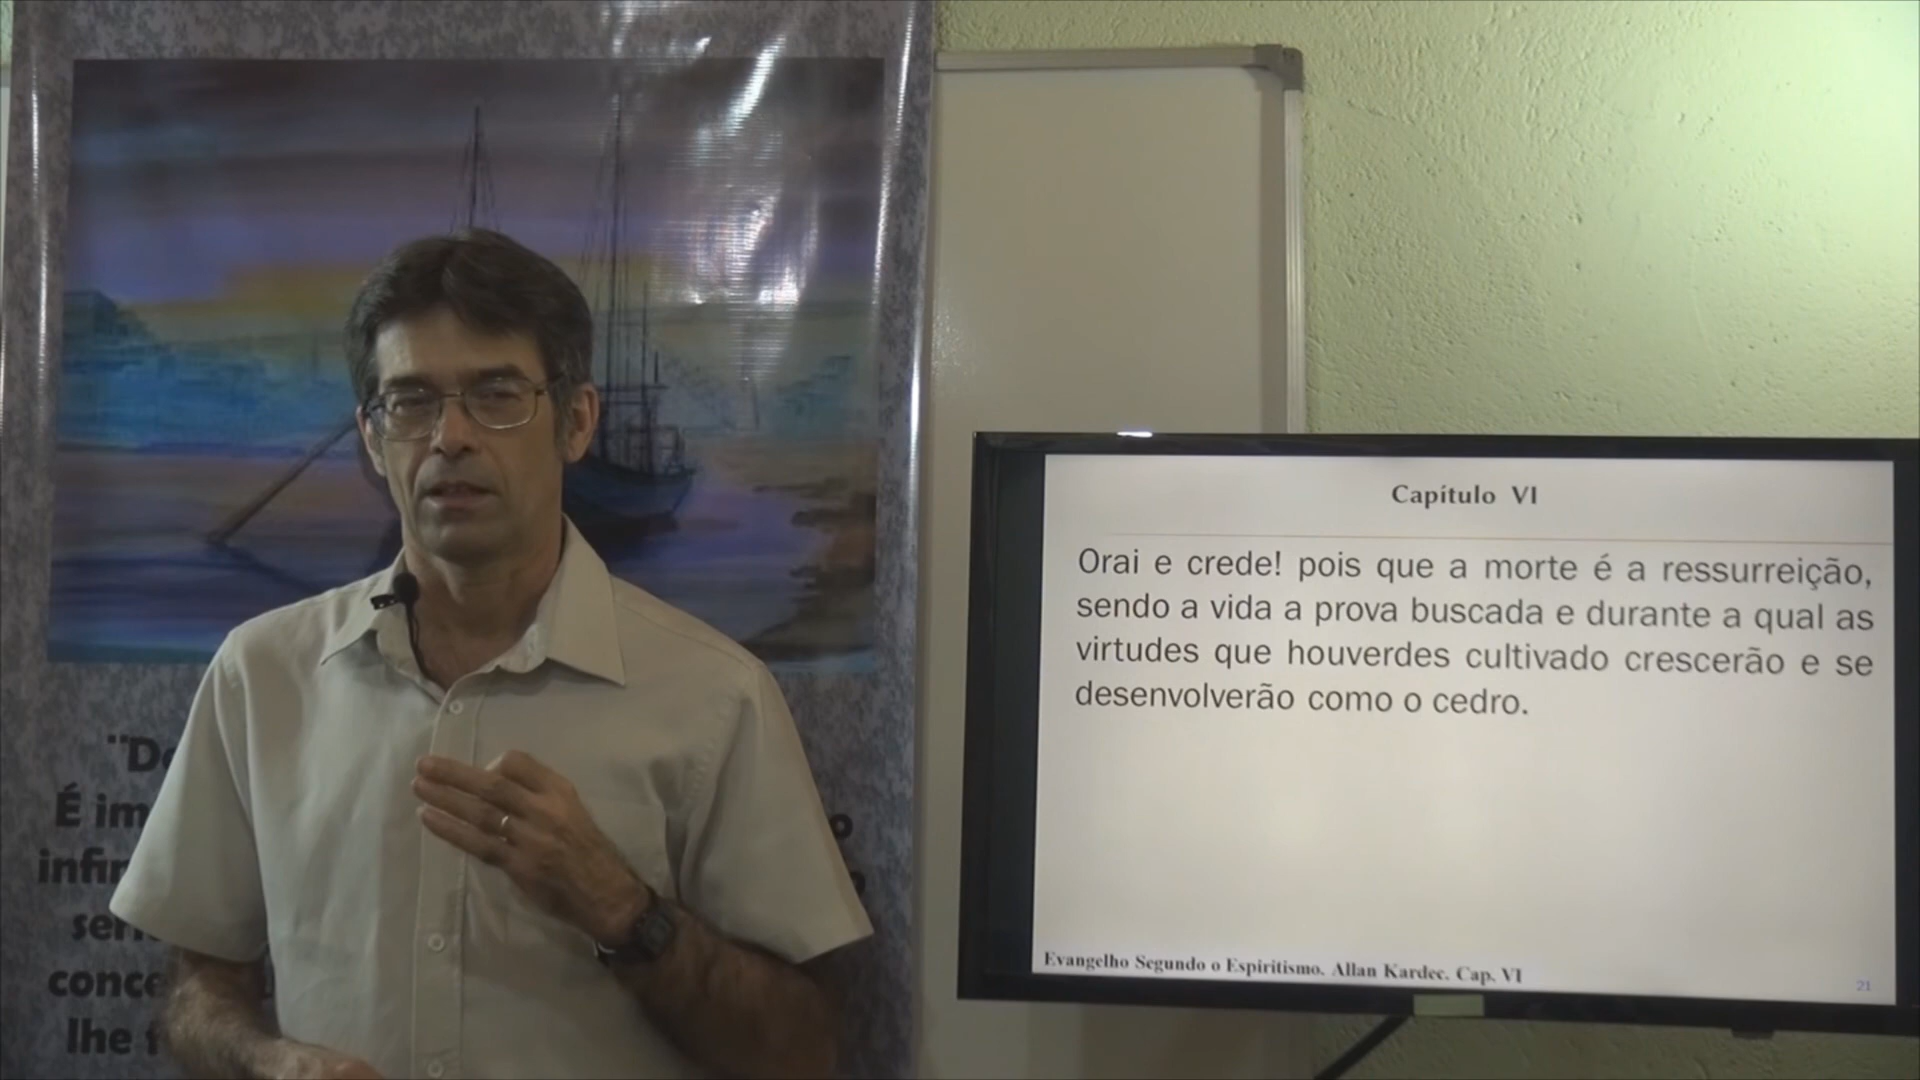 Capítulo VI
Orai e crede! pois que a morte é a ressurreição,
sendo a vida a prova buscada e durante a qual as
virtudes que houverdes cultivado crescerão e se
desenvolverão como o cedro.
Evangelho Segundo o Espiritismo. Allan Kardec. Cap. VI
21
É
lhe